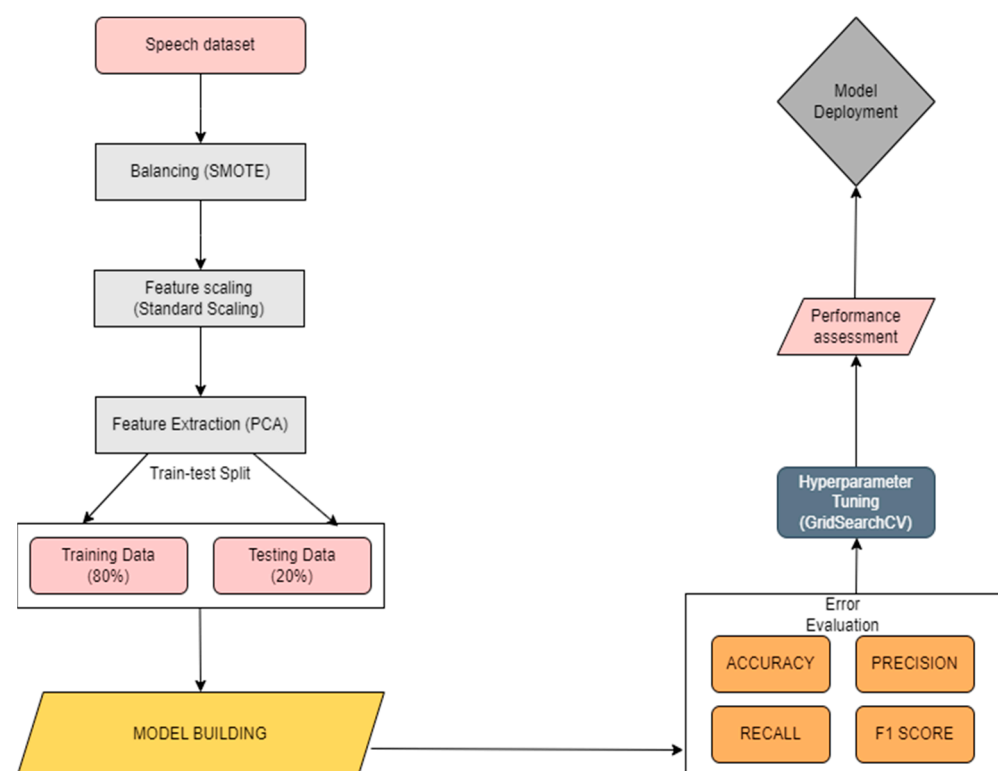 Speech dataset
Balancing (SMOTE)
Feature scaling
(Standard Scaling)
Feature Extraction (PCA)
Train-test Split
Training Data
(80%)
Testing Data
(20%)
MODEL BUILDING
Error
Evaluation
ACCURACY
PRECISION
RECALL
F1 SCORE
Hyperparameter
Tuning
(GridSearchCV)
Performance
assessment
Model
Deployment